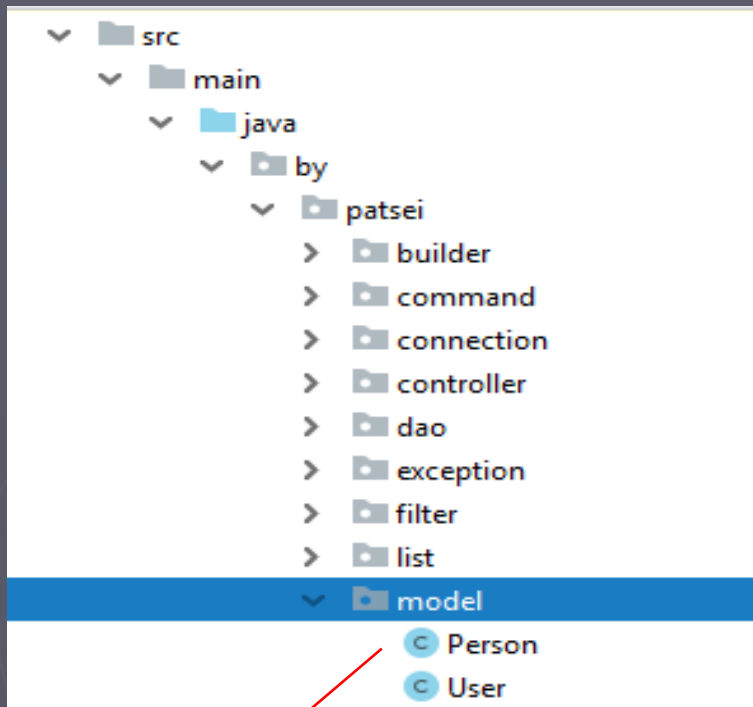 src
main
java
by
patsei
builder
command
connection
controller
dao
exception
filter
list
model
C Person
C User